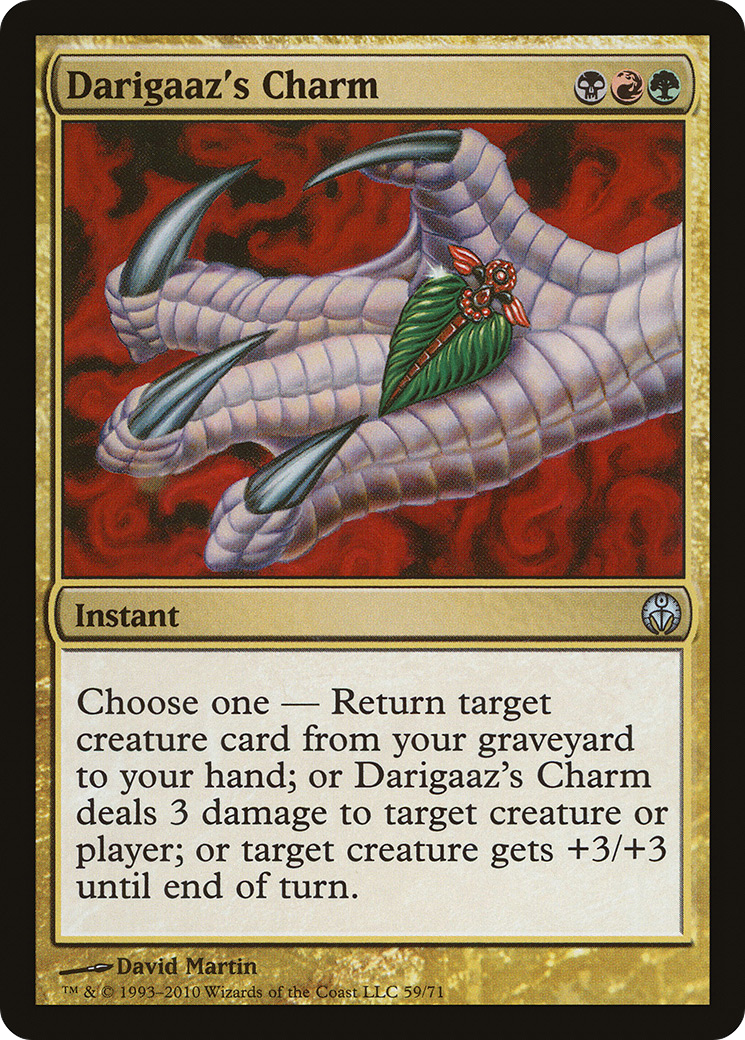 Darigaaz's Charm
Instant
Choose one — Return target
creature card from your graveyard
to your hand; or Darigaaz's Charm
deals 3 damage to target creature or
player; or target creature gets +3/+3
until end of turn.
David Martin
™ & © 1993–2010 Wizards of the Coast LLC 59/71